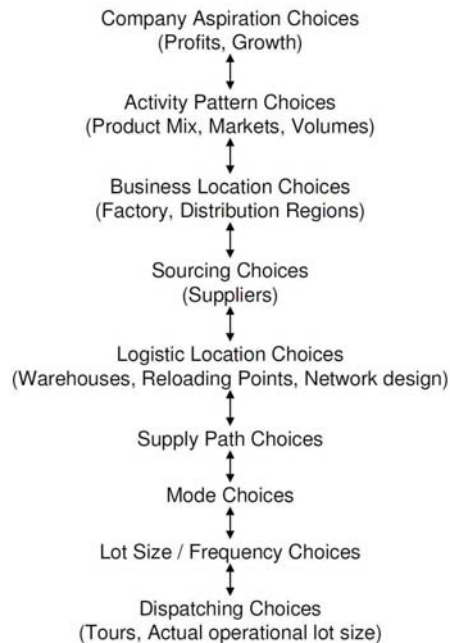 Company Aspiration Choices
(Profits, Growth)
Activity Pattern Choices
(Product Mix, Markets, Volumes)
Business Location Choices
(Factory, Distribution Regions)
Sourcing Choices
(Suppliers)
Logistic Location Choices
(Warehouses, Reloading Points, Network design)
Supply Path Choices
Mode Choices
Lot Size / Frequency Choices
Dispatching Choices
(Tours, Actual operational lot size)